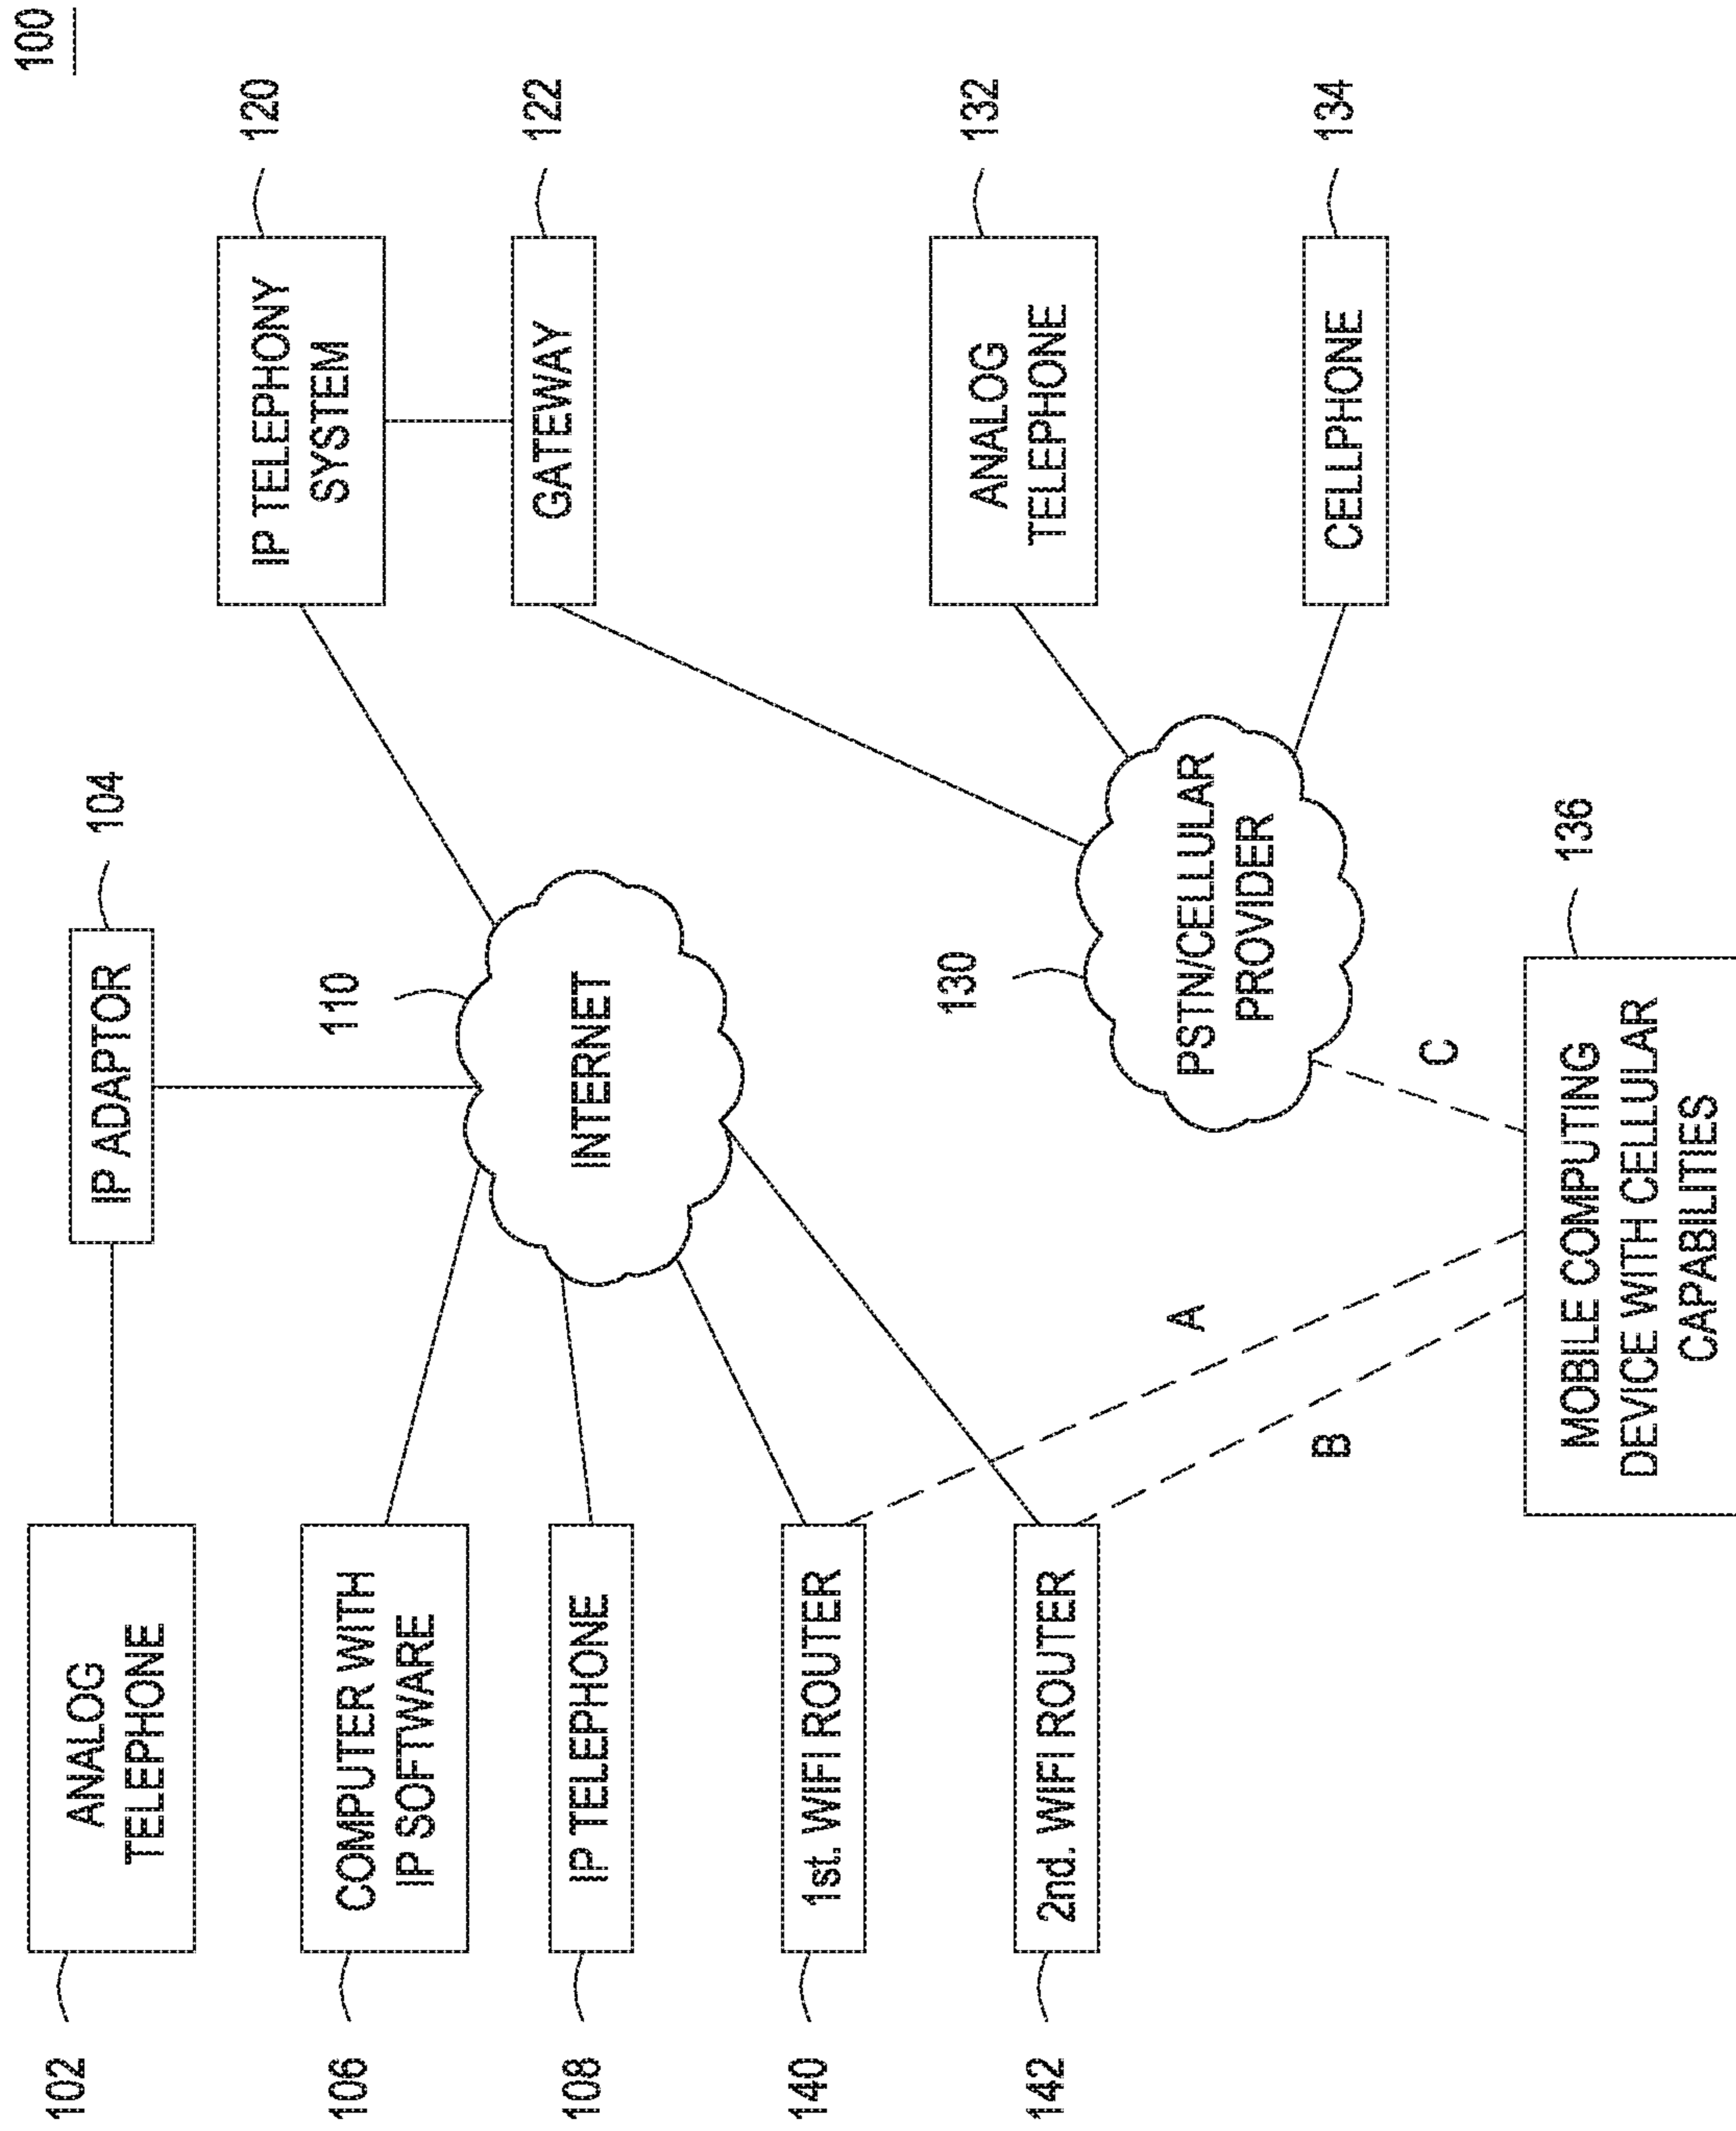 100
102
ANALOG
TELEPHONE
IP ADAPTOR
104
IP TELEPHONY
SYSTEM
120
106
COMPUTER WITH
IP SOFTWARE
110
INTERNET
GATEWAY
122
108
IP TELEPHONE
140
1st. WIFI ROUTER
142
2nd. WIFI ROUTER
130
PSTN/CELLULAR
PROVIDER
ANALOG
TELEPHONE
132
CELLPHONE
134
A
B
C
MOBILE COMPUTING
DEVICE WITH CELLULAR
CAPABILITIES
136